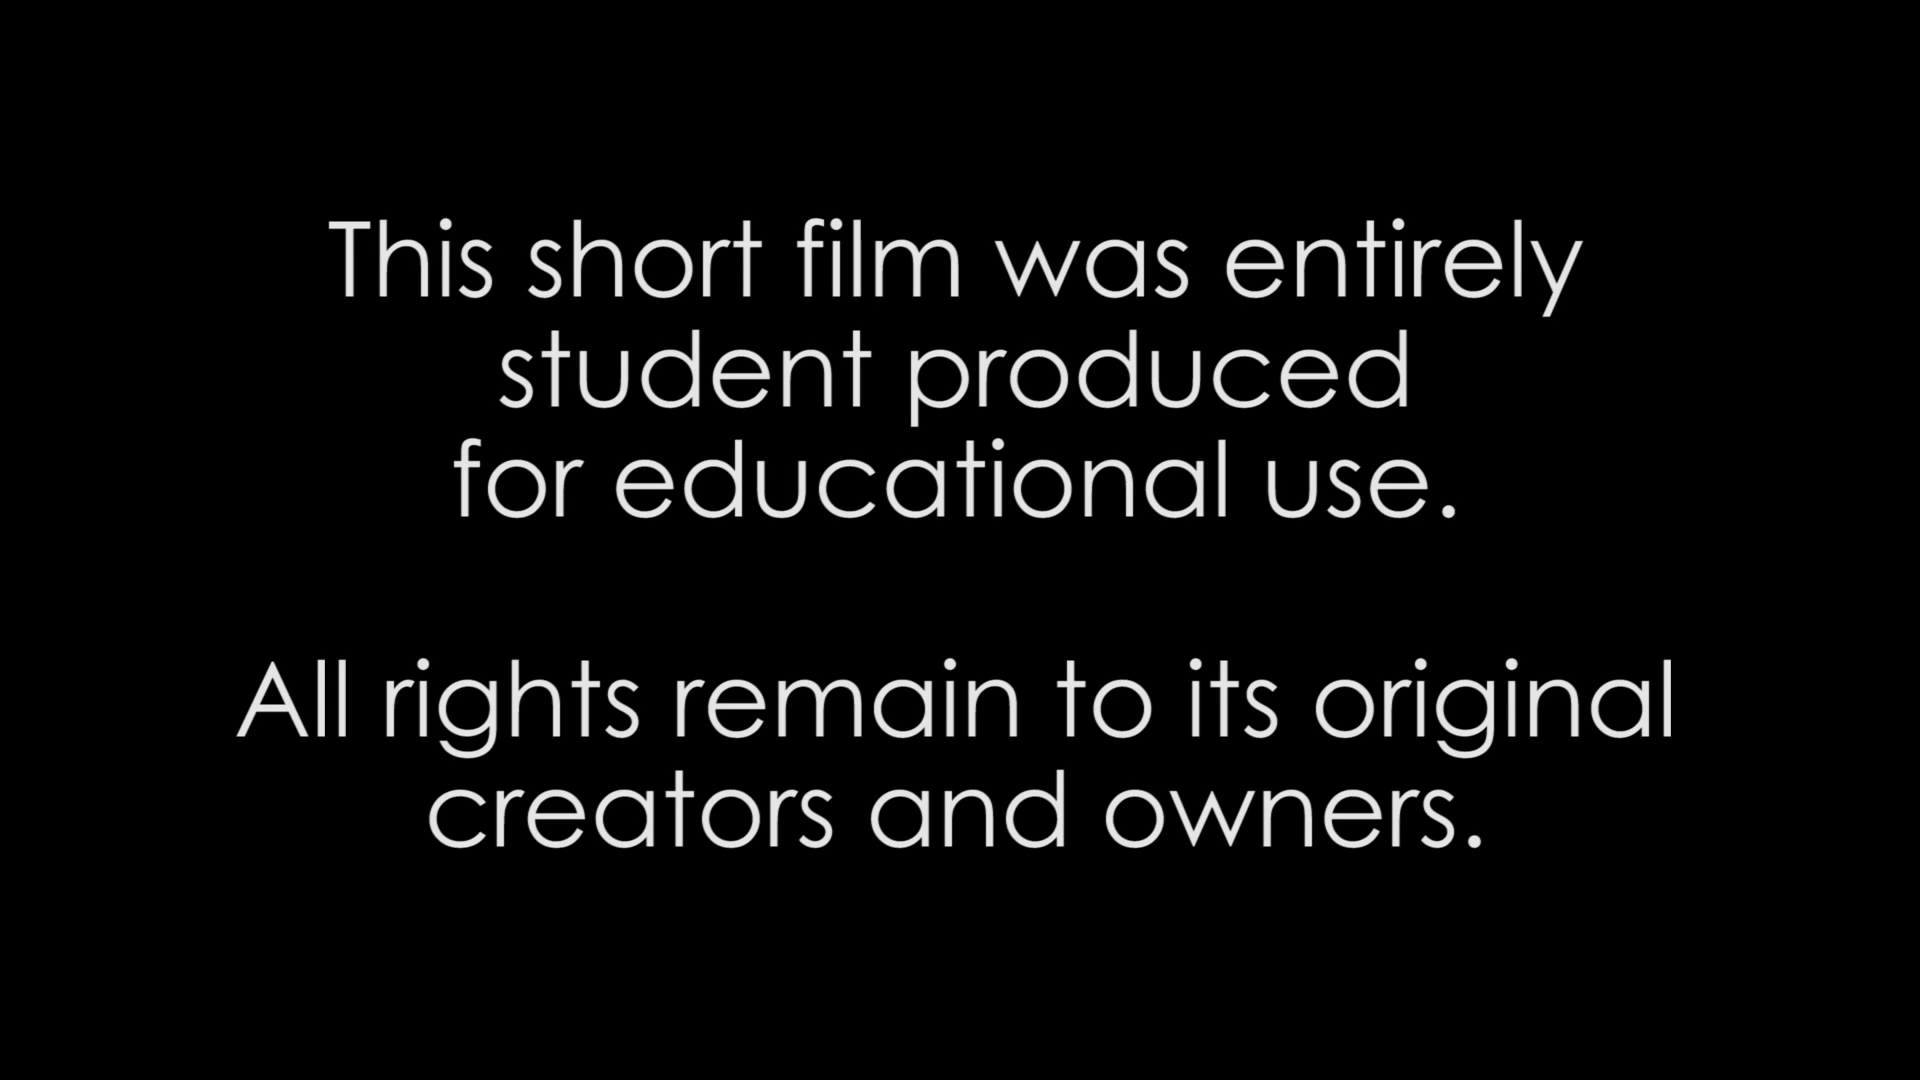 This short film was entirely
student produced
for educational use.
All rights remain to its original
creators and owners.